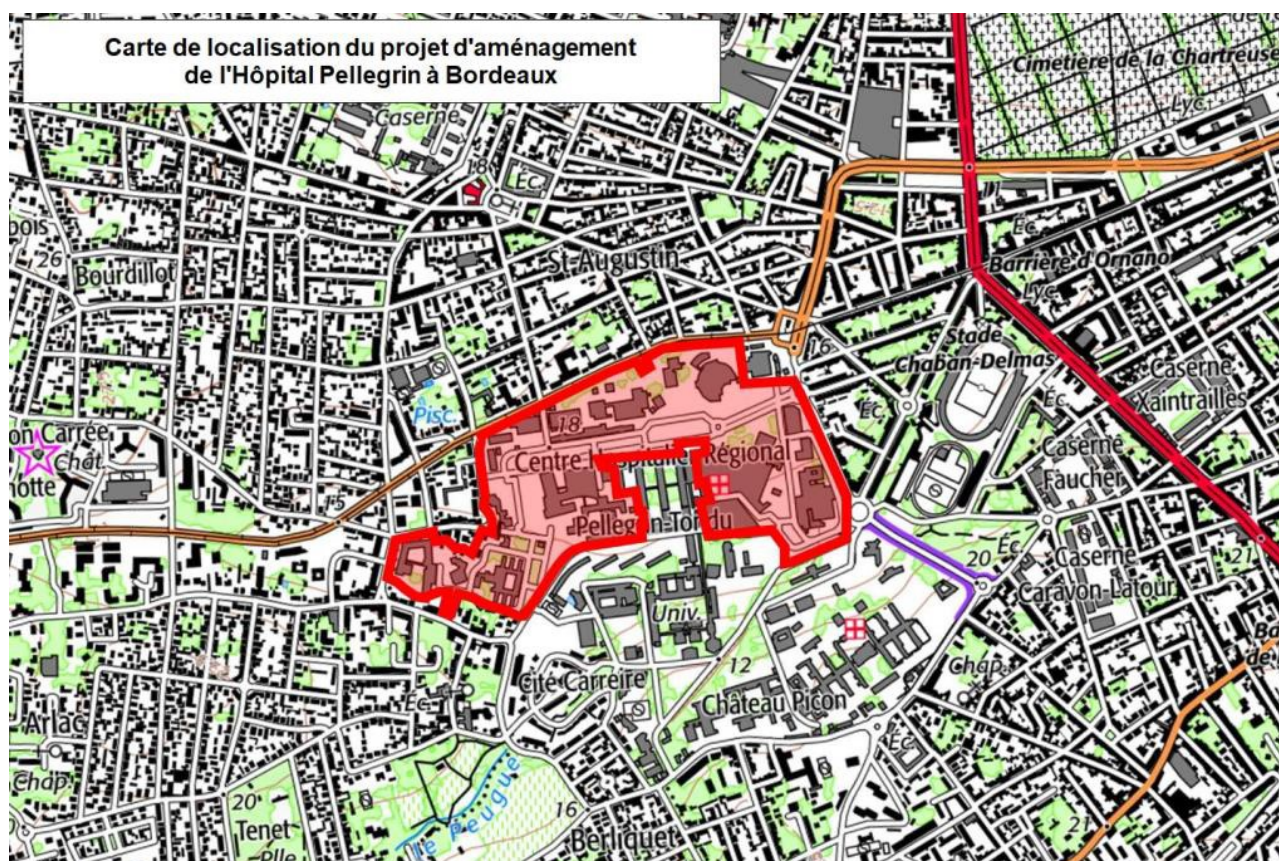 Carte de localisation du projet d'aménagement
de l'Hôpital Pellegrin à Bordeaux
Cimetière de la Chartreuse
Lyc.
Caserne
18
Éc.
26
Bourdillot
St-Augustin
Éc.
Barrière d'Ornano
Lyc.
16
Stade
Chaban-Delmas
Caserne
Xaintrailles
Pisc.
Éc.
Éc.
18
on Carrée
Chât.
Centre Régional
Caserne
Faucher
15
Pellegrin-Tondu
20
Éc.
21
Caserne
Caravon-Latour
Univ.
12
Cité Carreire
Chap.
Château Picon
Éc.
Arlac
Éc.
Chap.
20
le Peugue
16
Tenet
Berliquet
21